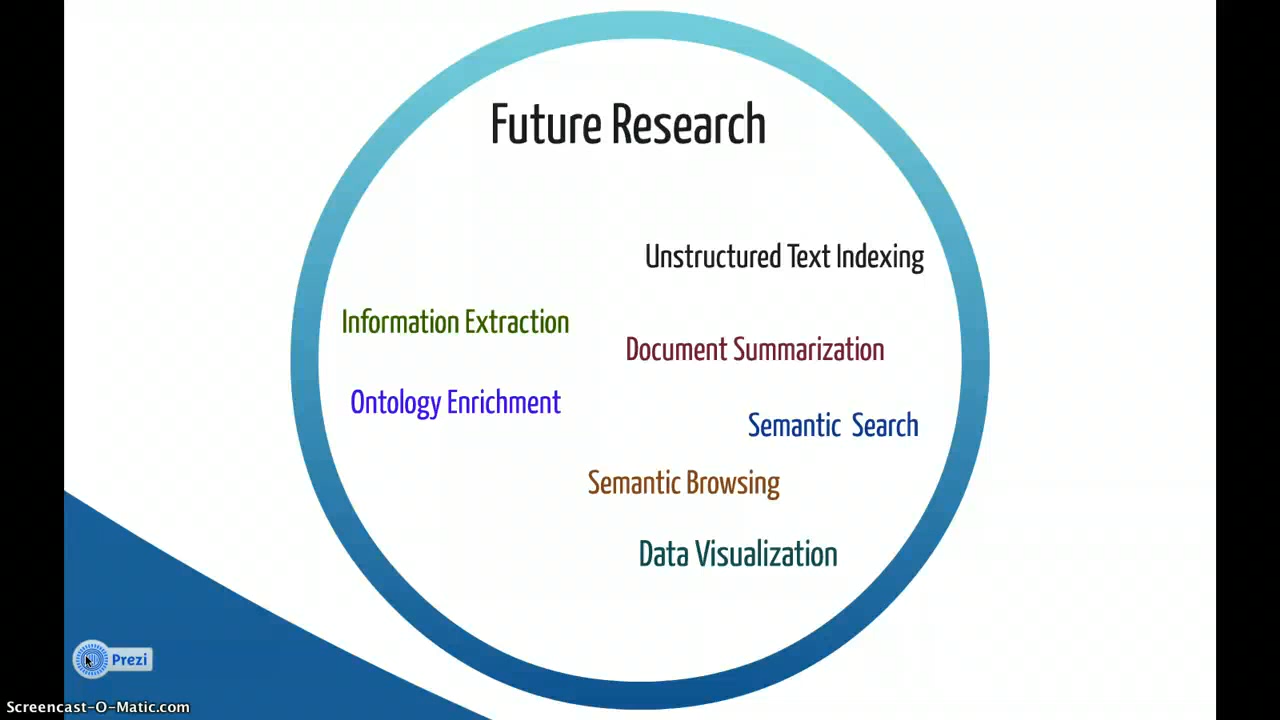 Future Research
Unstructured Text Indexing
Information Extraction
Document Summarization
Ontology Enrichment
Semantic Search
Semantic Browsing
Data Visualization
Prezi
Screencast-O-Matic.com